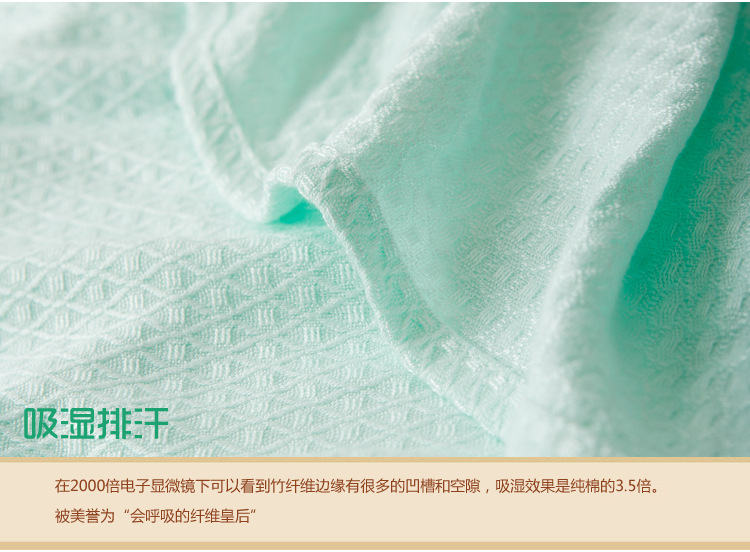 吸湿排汗
在2000倍电子显微镜下可以看到竹纤维边缘有很多的凹槽和空隙，吸湿效果是纯棉的3.5倍。
被美誉为“会呼吸的纤维皇后”